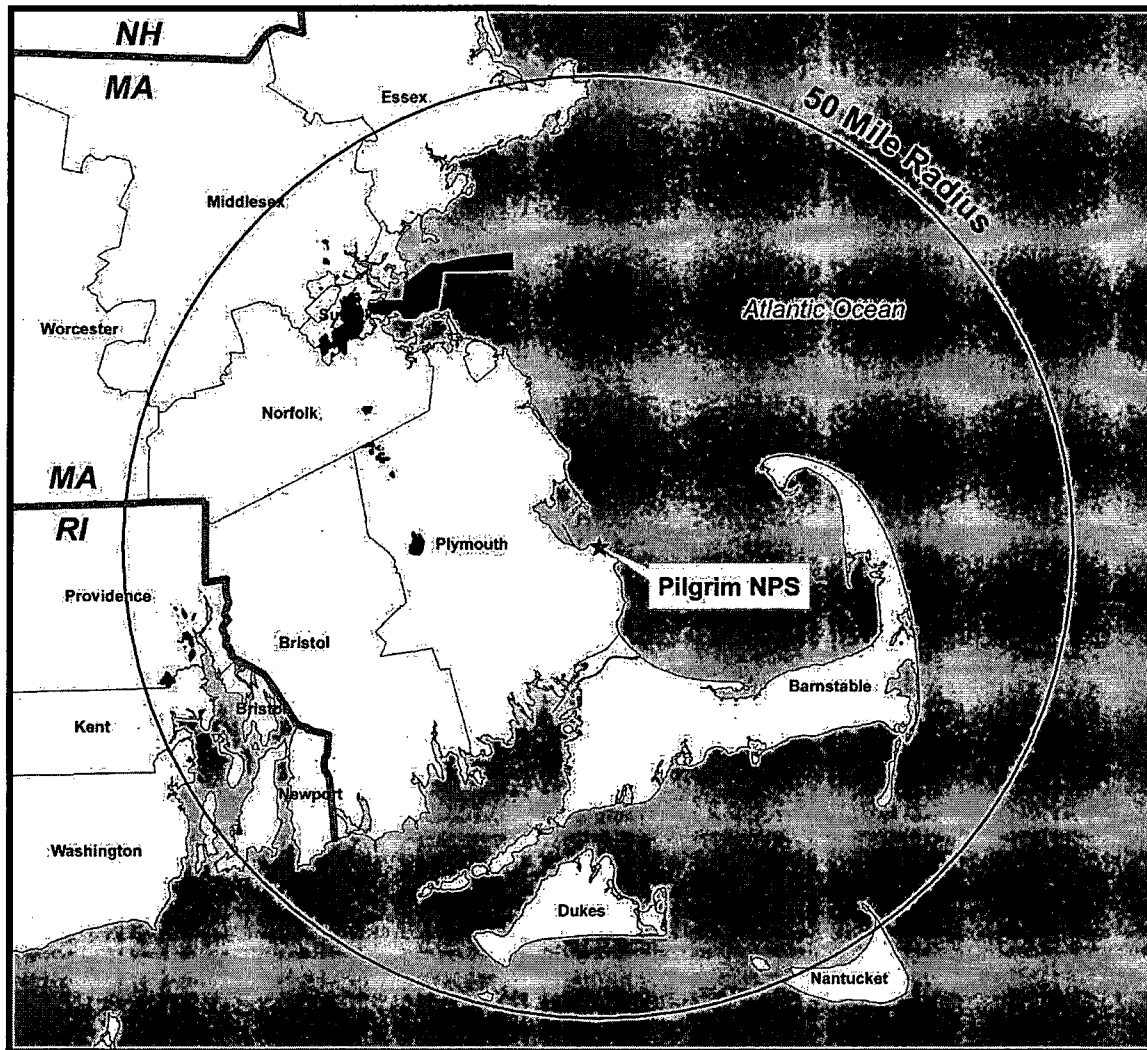 NH
MA
Essex
50 Mile Radius
Middlesex
Atlantic Ocean
Worcester
Norfolk
MA
RI
Plymouth
Pilgrim NPS
Providence
Bristol
Barnstable
Bristol
Kent
Newport
Washington
Dukes
Nantucket